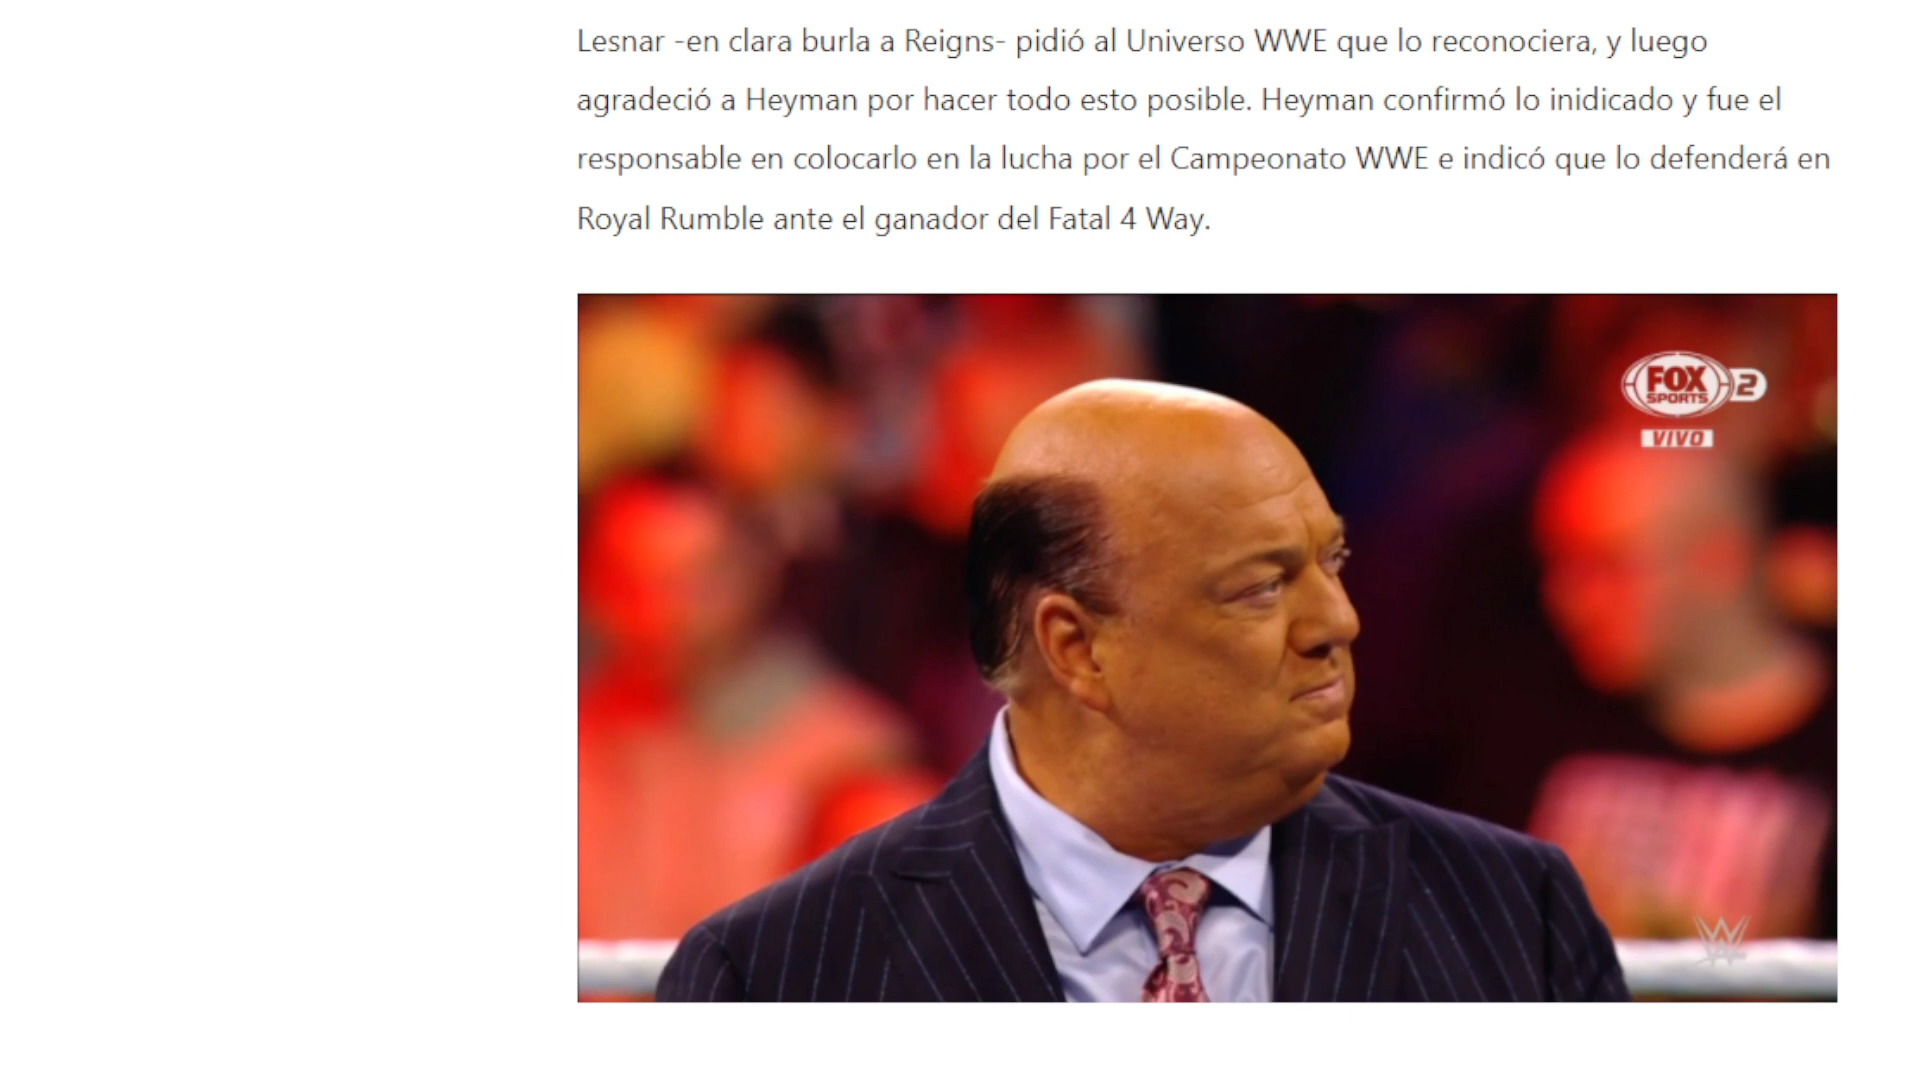 Lesnar -en clara burla a Reigns- pidió al Universo WWE que lo reconociera, y luego
agradeció a Heyman por hacer todo esto posible. Heyman confirmó lo inidicado y fue el
responsable en colocarlo en la lucha por el Campeonato WWE e indicó que lo defenderá en
Royal Rumble ante el ganador del Fatal 4 Way.
FOX 2
SPORTS
VIVO
W